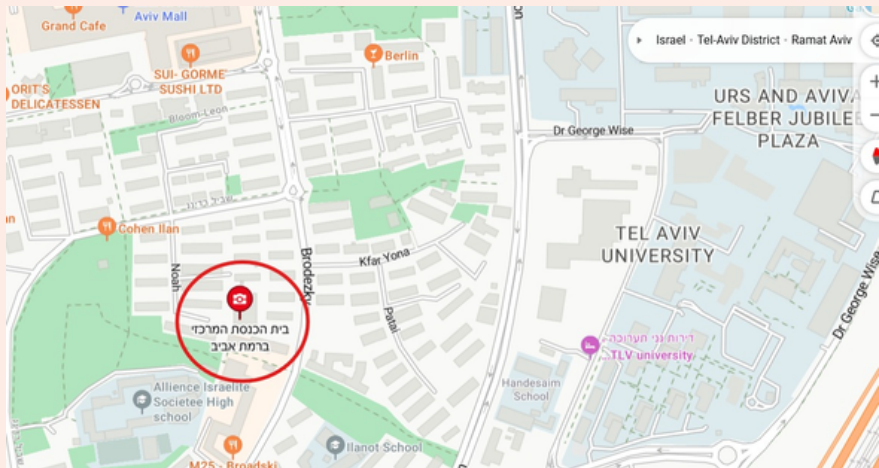 Grand Cafe
Aviv Mall
SUI- GORME
SUSHI LTD
Berlin
Israel - Tel-Aviv District - Ramat Aviv
ORIT'S
DELICATESSEN
Bloom-Leon
URS AND AVIVA
FELBER JUBILEE
PLAZA
Dr George Wise
Cohen Ilan
Noah
Brodezky
Kfar Yona
Patai
TEL AVIV
UNIVERSITY
Dr George Wise
בית הכנסת המרכזי
ברמת אביב
דירות גני תערוכה
TLV university
Alliance Israelite
Societee High
school
Handesaim
School
Ilanot School
M25 - Brodski